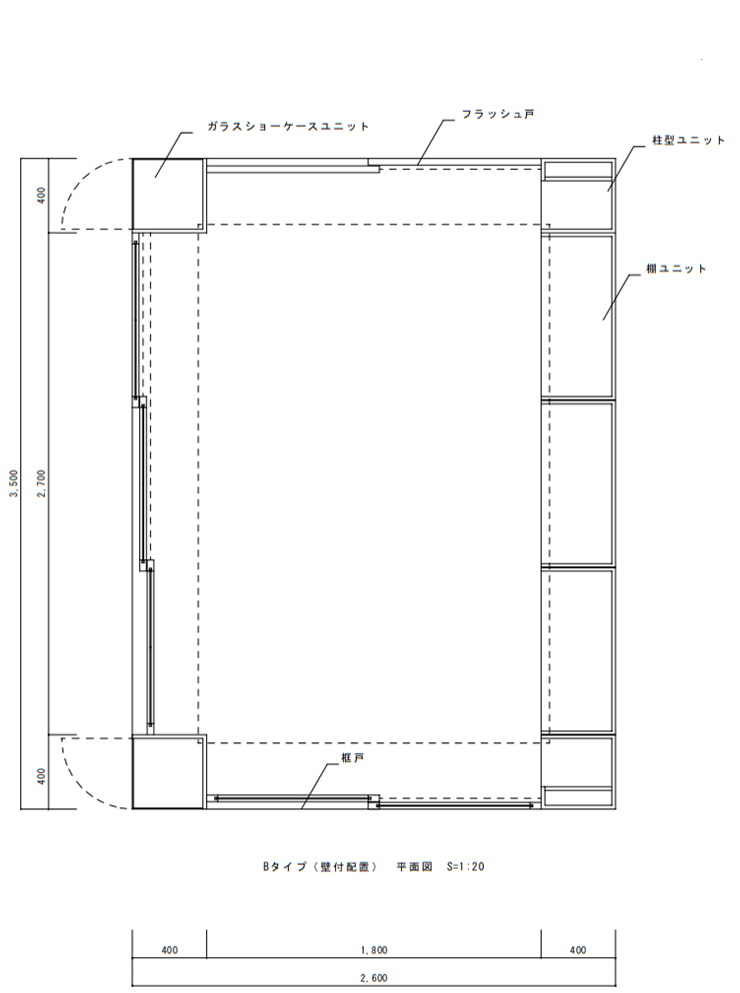 フラッシュ戸
ガラスショーケースユニット
柱型ユニット
400
棚ユニット
3,500
2,700
框戸
400
Bタイプ（壁付配置）　平面図　S=1:20
400
1,800
400
2,600